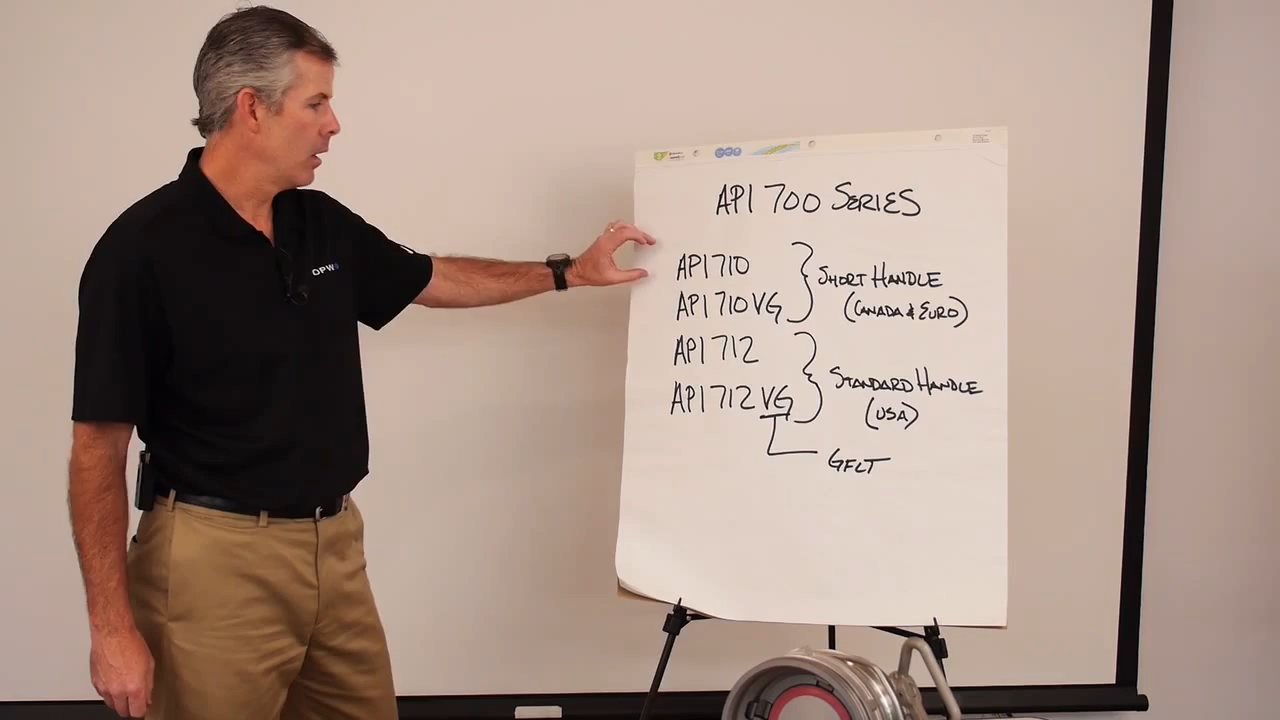 API 700 SERIES
API 710
API 710 VG
SHORT HANDLE
(CANADA & EURO)
API 712
API 712 VG
STANDARD HANDLE
(USA)
GFLT
OPW